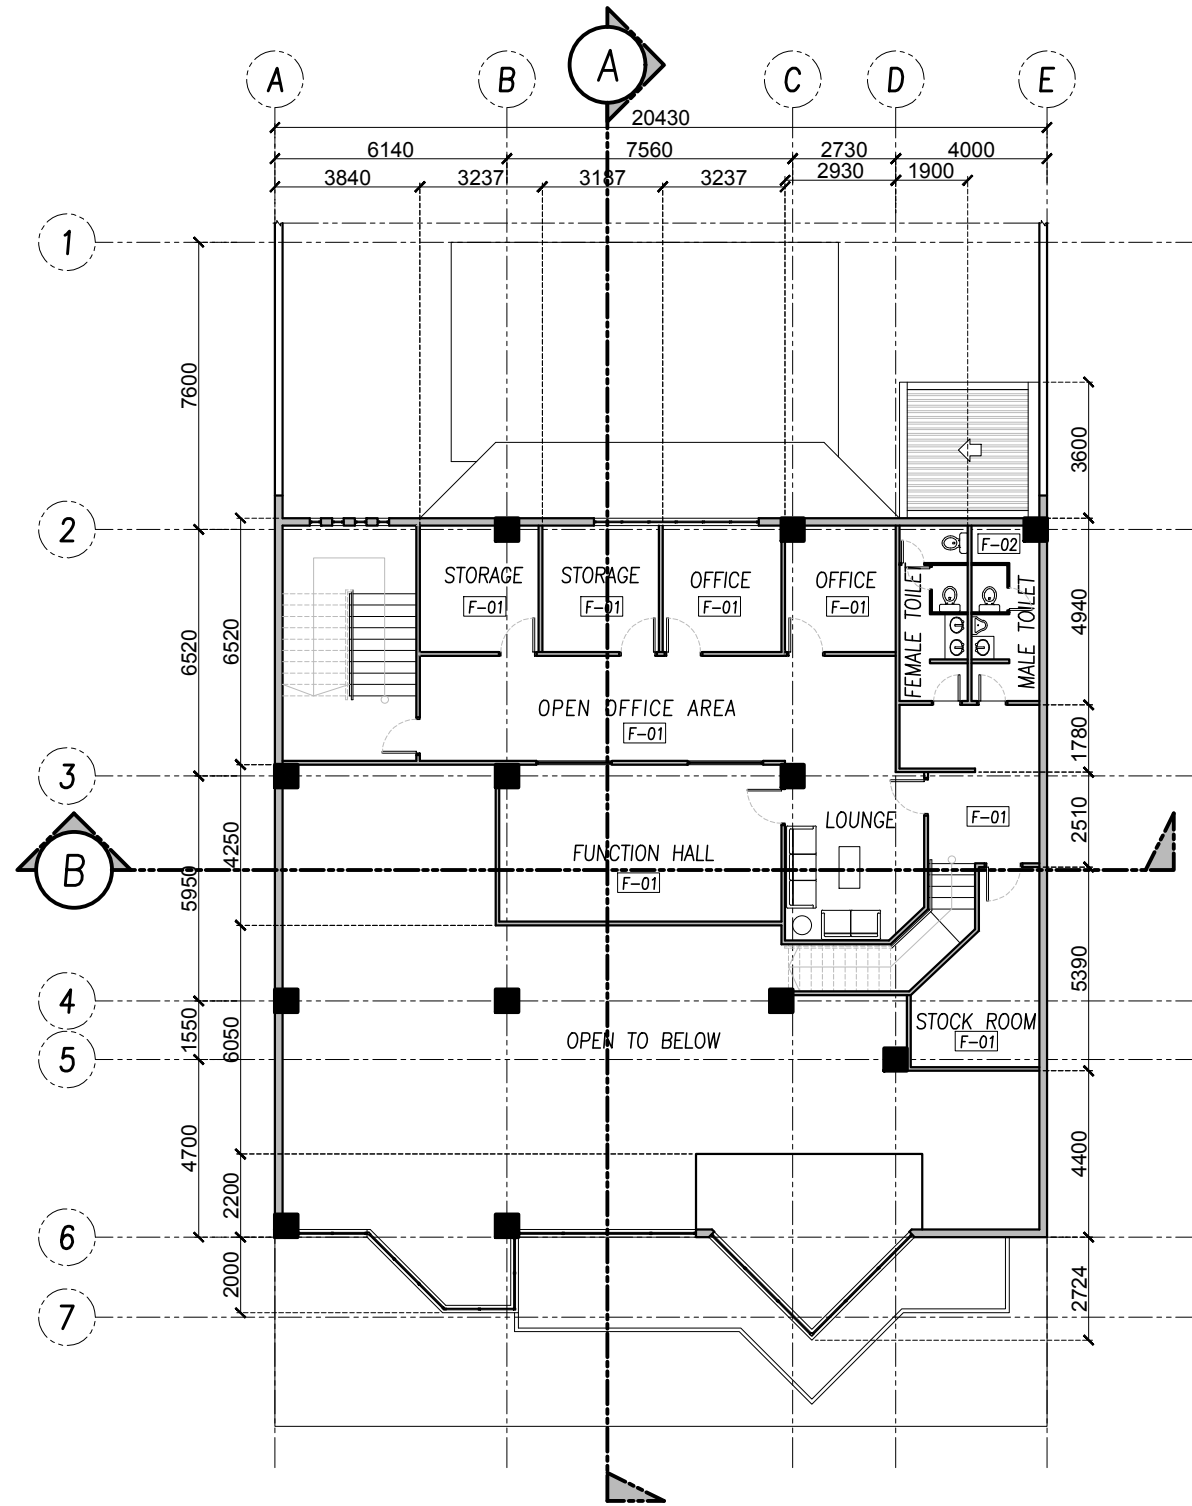 A
A B C D E
20430
6140 7560 2730 4000
3840 3237 3187 3237 2930 1900
1
7600
3600
2
F-02
STORAGE STORAGE OFFICE OFFICE
F-01 F-01 F-01 F-01
FEMALE TOILET
MALE TOILET
4940
6520
6520
OPEN OFFICE AREA
F-01
1780
3
2510
LOUNGE
F-01
4250
FUNCTION HALL
F-01
B
5950
5390
4
STOCK ROOM
F-01
1550
6050
OPEN TO BELOW
5
4700
4400
2200
6
2000
2724
7